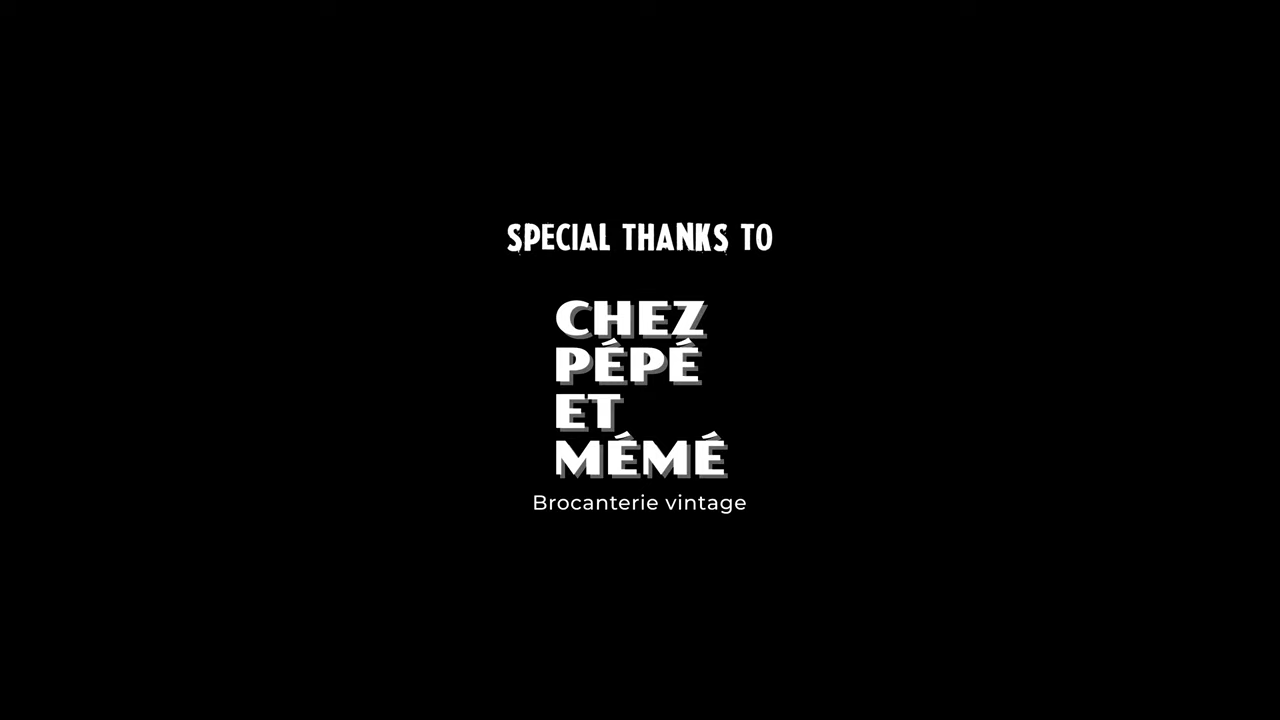 SPECIAL THANKS TO
CHEZ
PÉPÉ
ET
MÉMÉ
Brocanterie vintage